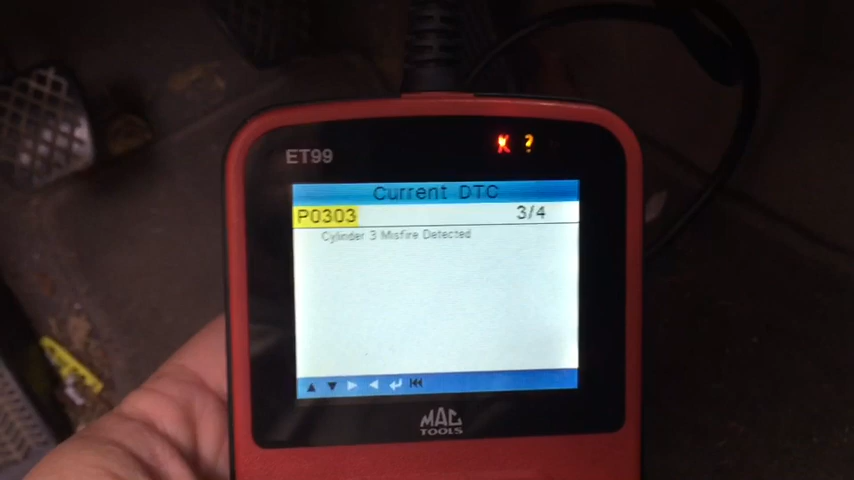 ET99
X ?
Current DTC
P0303 3/4
Cylinder 3 Misfire Detected
MAC
TOOLS